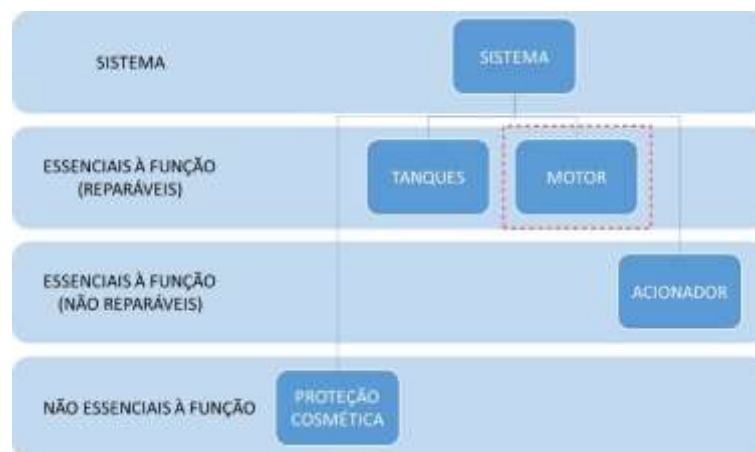 SISTEMA
SISTEMA
ESSENCIAIS À FUNÇÃO
(REPARÁVEIS)
TANQUES
MOTOR
ESSENCIAIS À FUNÇÃO
(NÃO REPARÁVEIS)
ACIONADOR
NÃO ESSENCIAIS À FUNÇÃO
PROTEÇÃO
COSMÉTICA